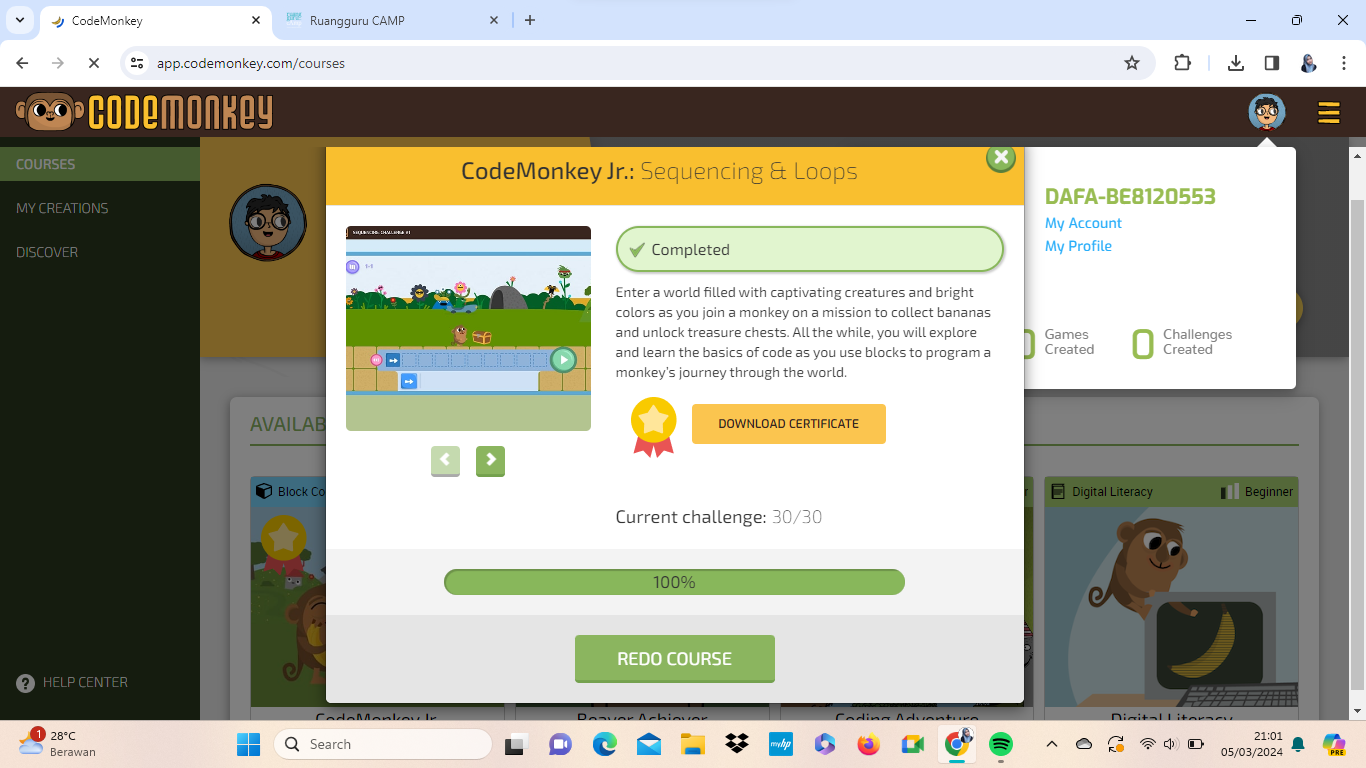 CodeMonkey
Ruangguru CAMP
app.codemonkey.com/courses
CODEMONKEY
COURSES
MY CREATIONS
DISCOVER
HELP CENTER
CodeMonkey Jr.: Sequencing & Loops
SEQUENCING, CHALLENGE #1
Completed
Enter a world filled with captivating creatures and bright
colors as you join a monkey on a mission to collect bananas
and unlock treasure chests. All the while, you will explore
and learn the basics of code as you use blocks to program a
monkey's journey through the world.
DOWNLOAD CERTIFICATE
Current challenge: 30/30
100%
REDO COURSE
DAFA-BE8120553
My Account
My Profile
Games
Created
0 Challenges
Created
AVAILAB
Block Co
Digital Literacy
Beginner
CodeMonkey Jr.
Beaver Achiever
Coding Adventure
Digital Literacy
1
28°C
Berawan
Search
myhp
PRE
21:01
05/03/2024